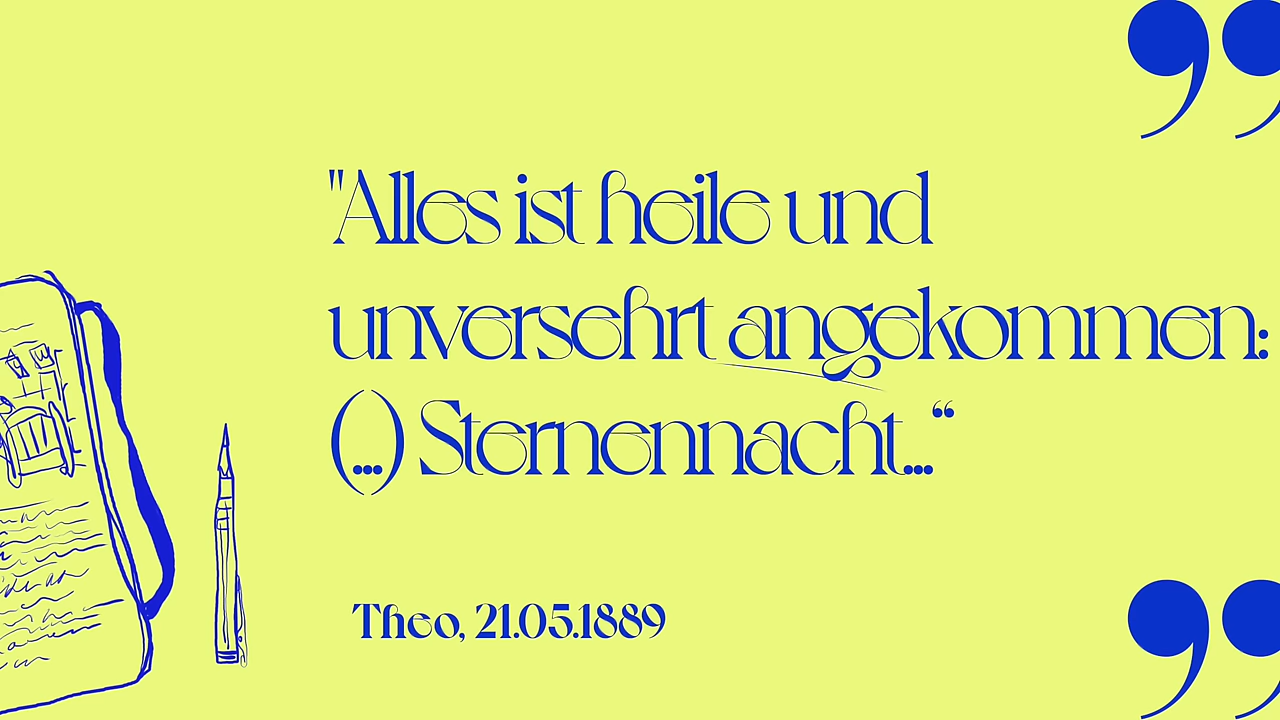 "Alles ist heile und
unversehrt angekommen:
(...) Sternennacht...“
Theo, 21.05.1889